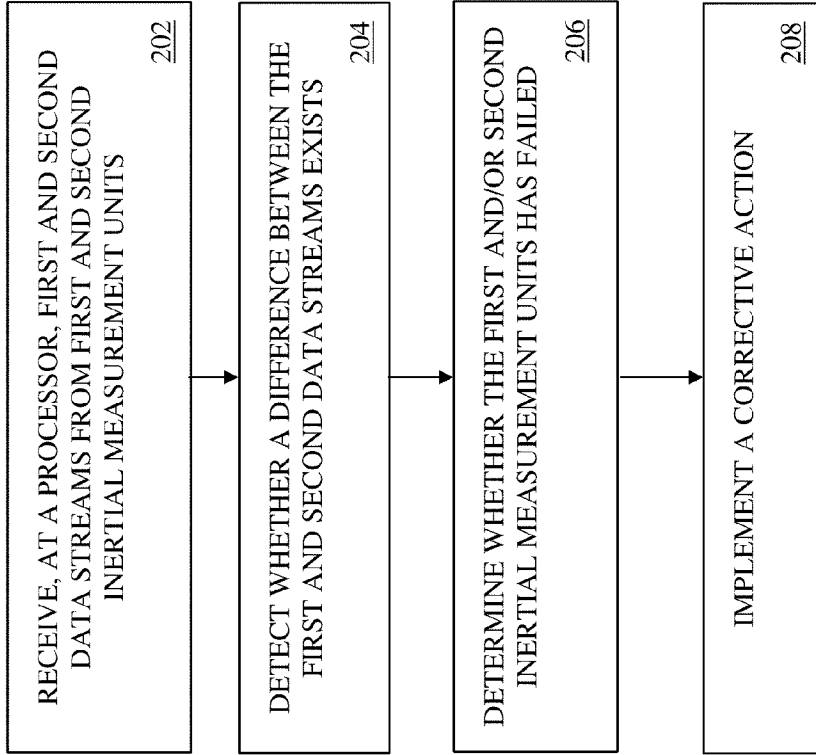 RECEIVE, AT A PROCESSOR, FIRST AND SECOND
DATA STREAMS FROM FIRST AND SECOND
INERTIAL MEASUREMENT UNITS
202
DETECT WHETHER A DIFFERENCE BETWEEN THE
FIRST AND SECOND DATA STREAMS EXISTS
204
DETERMINE WHETHER THE FIRST AND/OR SECOND
INERTIAL MEASUREMENT UNITS HAS FAILED
206
IMPLEMENT A CORRECTIVE ACTION
208